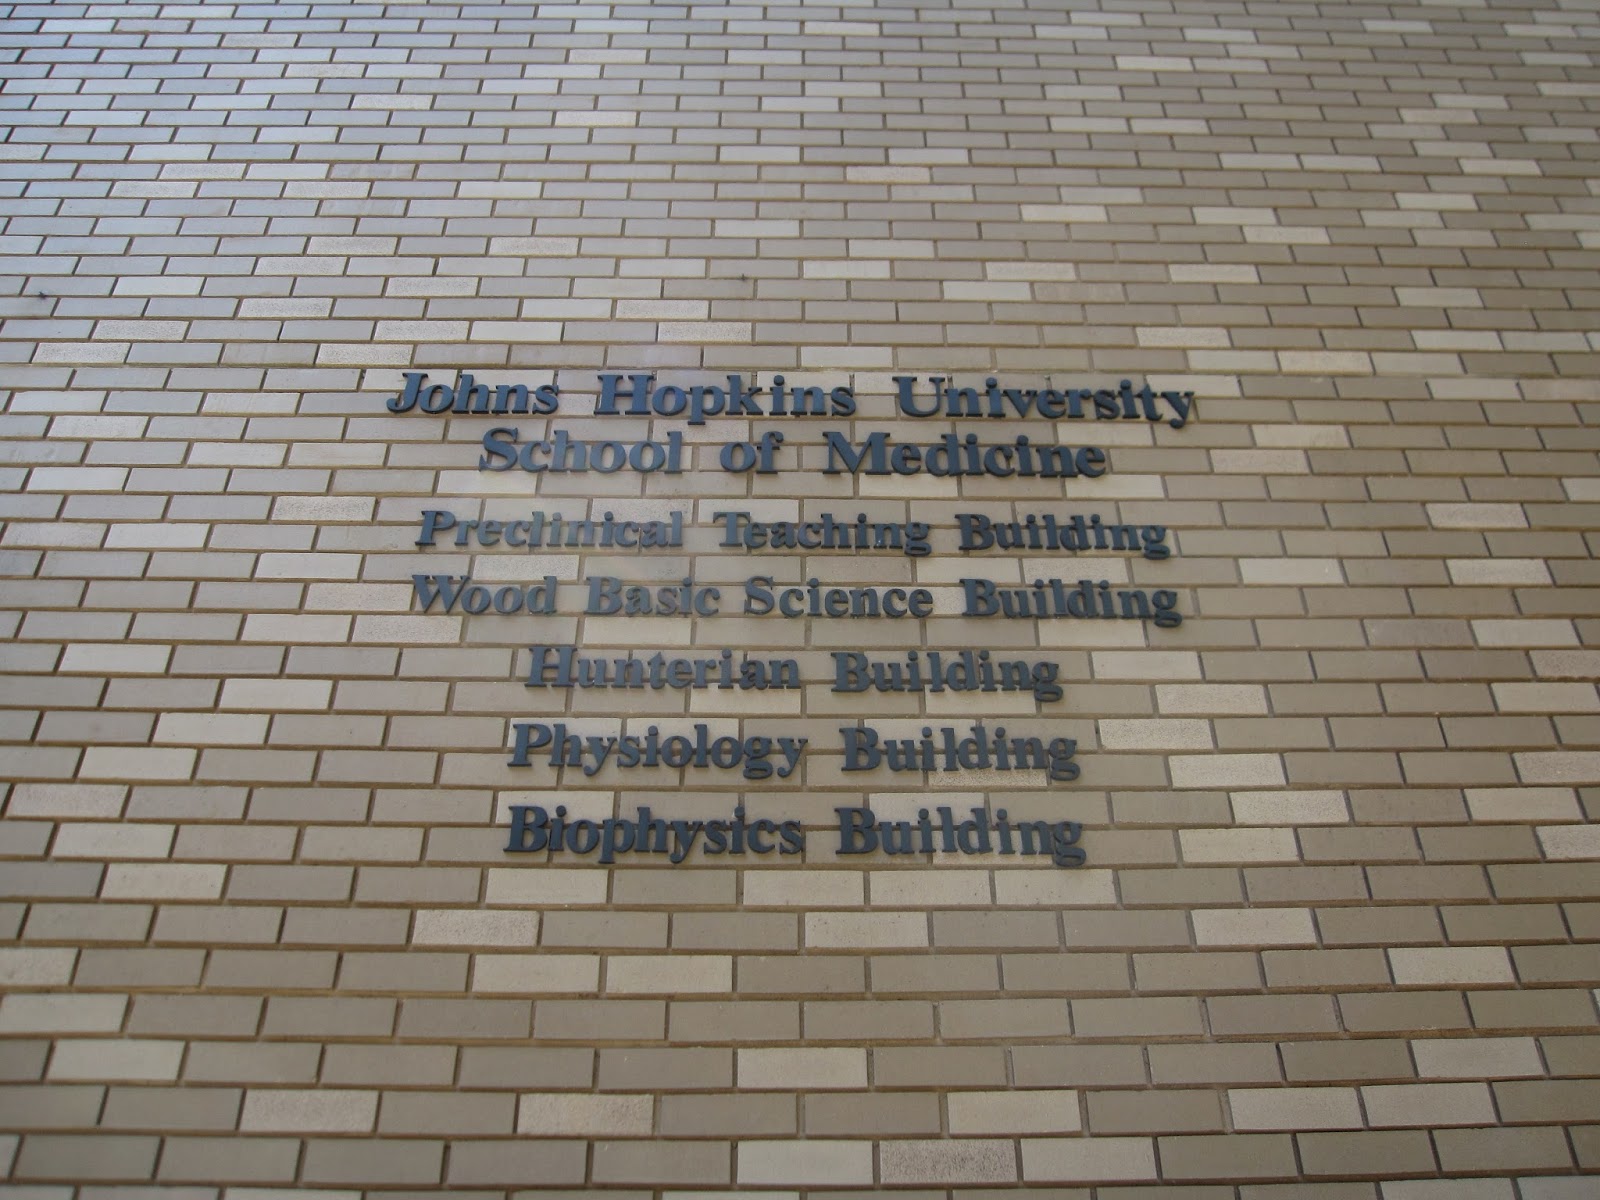 Johns Hopkins University
School of Medicine
Preclinical Teaching Building
Wood Basic Science Building
Hunterian Building
Physiology Building
Biophysics Building